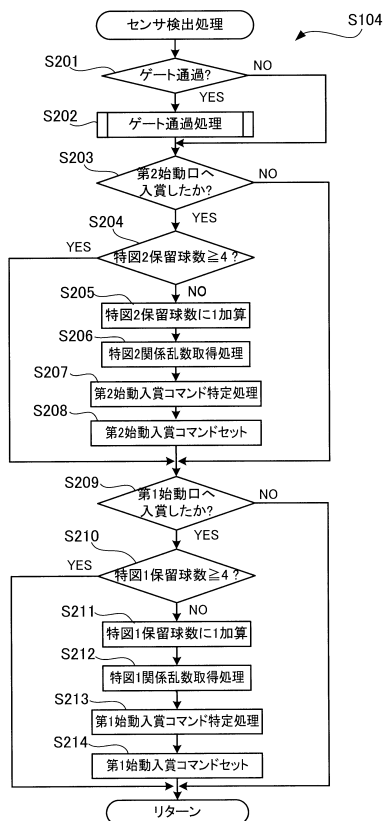 センサ検出処理
S104
S201
ゲート通過?
NO
YES
S202
ゲート通過処理
S203
第2始動口へ
入賞したか?
NO
YES
S204
YES
特図2保留球数≧4?
NO
S205
特図2保留球数に1加算
S206
特図2関係乱数取得処理
S207
第2始動入賞コマンド特定処理
S208
第2始動入賞コマンドセット
S209
第1始動口へ
入賞したか?
NO
YES
S210
YES
特図1保留球数≧4?
NO
S211
特図1保留球数に1加算
S212
特図1関係乱数取得処理
S213
第1始動入賞コマンド特定処理
S214
第1始動入賞コマンドセット
リターン